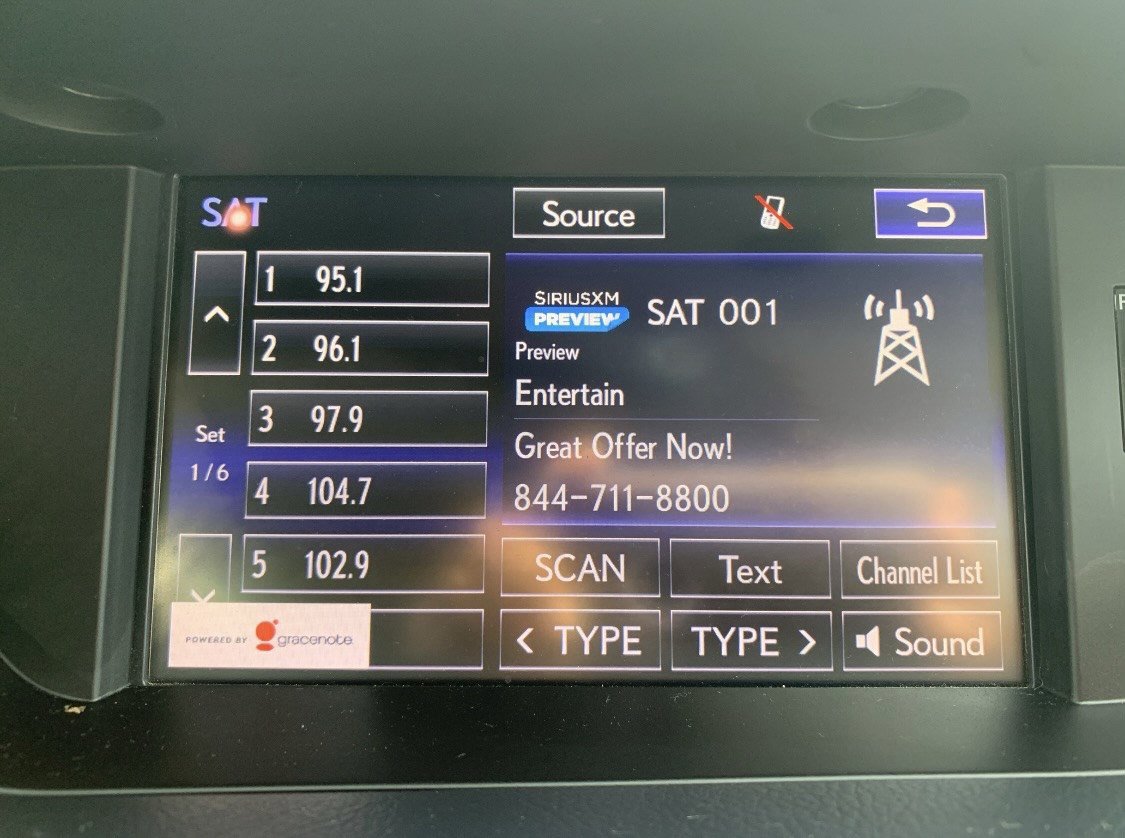 SAT
Source
1 95.1
2 96.1
3 97.9
4 104.7
5 102.9
Set
1/6
SIRIUSXM
PREVIEW
SAT 001
Preview
Entertain
Great Offer Now!
844-711-8800
SCAN
Text
Channel List
< TYPE
TYPE >
Sound
POWERED BY gracenote